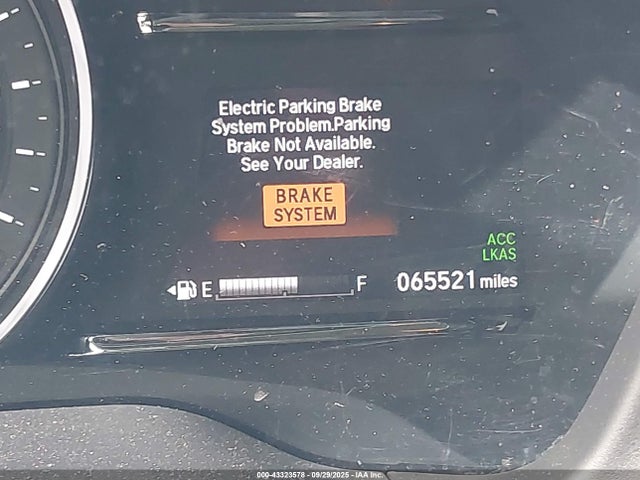 Electric Parking Brake
System Problem.Parking
Brake Not Available.
See Your Dealer.
BRAKE
SYSTEM
ACC
LKAS
E F 065521 miles
000-43323578 - 09/29/2025 - IAA Inc.